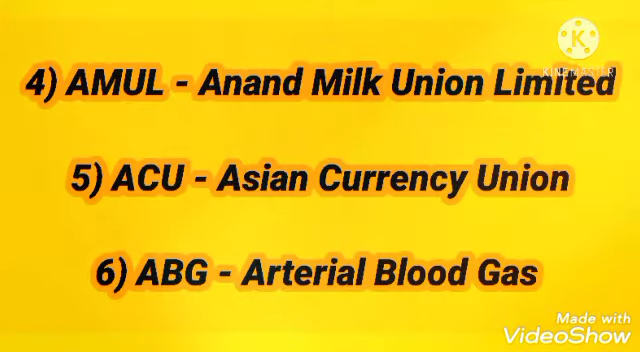 4) AMUL - Anand Milk Union Limited
K
KINEMASTER
5) ACU - Asian Currency Union
6) ABG - Arterial Blood Gas
Made with
VideoShow